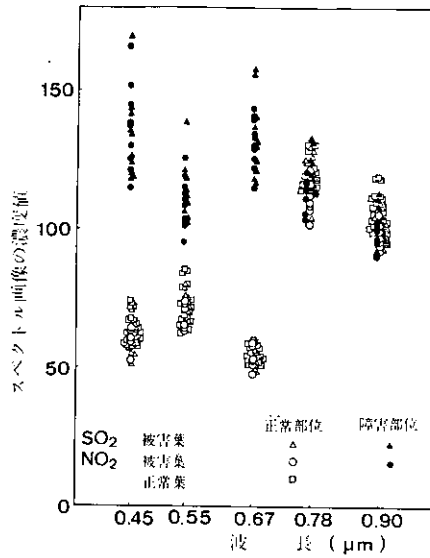 スペクトル画像の濃度値
150
100
50
0
正常部位 障害部位
SO₂ 被害葉 △ ▲
NO₂ 被害葉 ○ ●
正常葉 □
0.45 0.55 0.67 0.78 0.90
波 長 (μm)